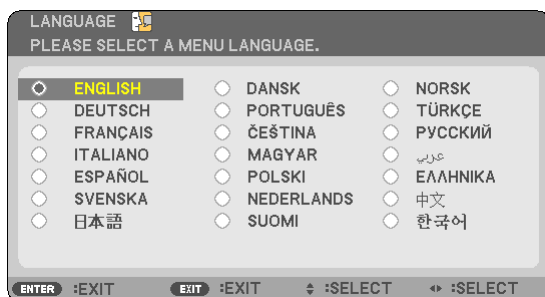 LANGUAGE
PLEASE SELECT A MENU LANGUAGE.
ENGLISH DANSK NORSK
DEUTSCH PORTUGUÊS TÜRKÇE
FRANÇAIS ČEŠTINA РУССКИЙ
ITALIANO MAGYAR عربي
ESPAÑOL POLSKI ΕΛΛΗΝΙΚΑ
SVENSKA NEDERLANDS 中文
日本語 SUOMI 한국어
ENTER :EXIT EXIT :EXIT :SELECT :SELECT